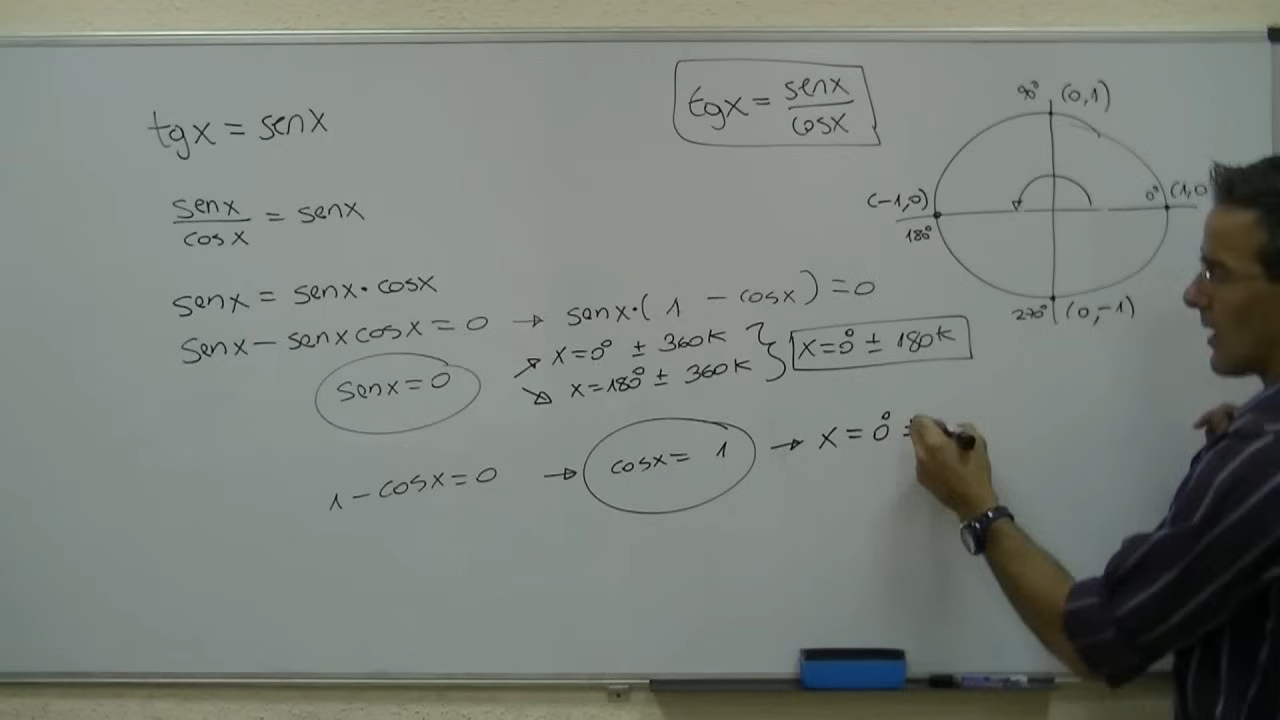 tgx = senx
senx/cosx = senx
senx = senx·cosx
senx - senxcosx = 0 → senx·(1 - cosx) = 0
senx = 0
x = 0° ± 360K
x = 180° ± 360K
x = 0° ± 180K
1 - cosx = 0 → cosx = 1 → x = 0°
tgx = senx/cosx
90° (0,1)
(-1,0)
180°
0° (1,0
270° (0,-1)